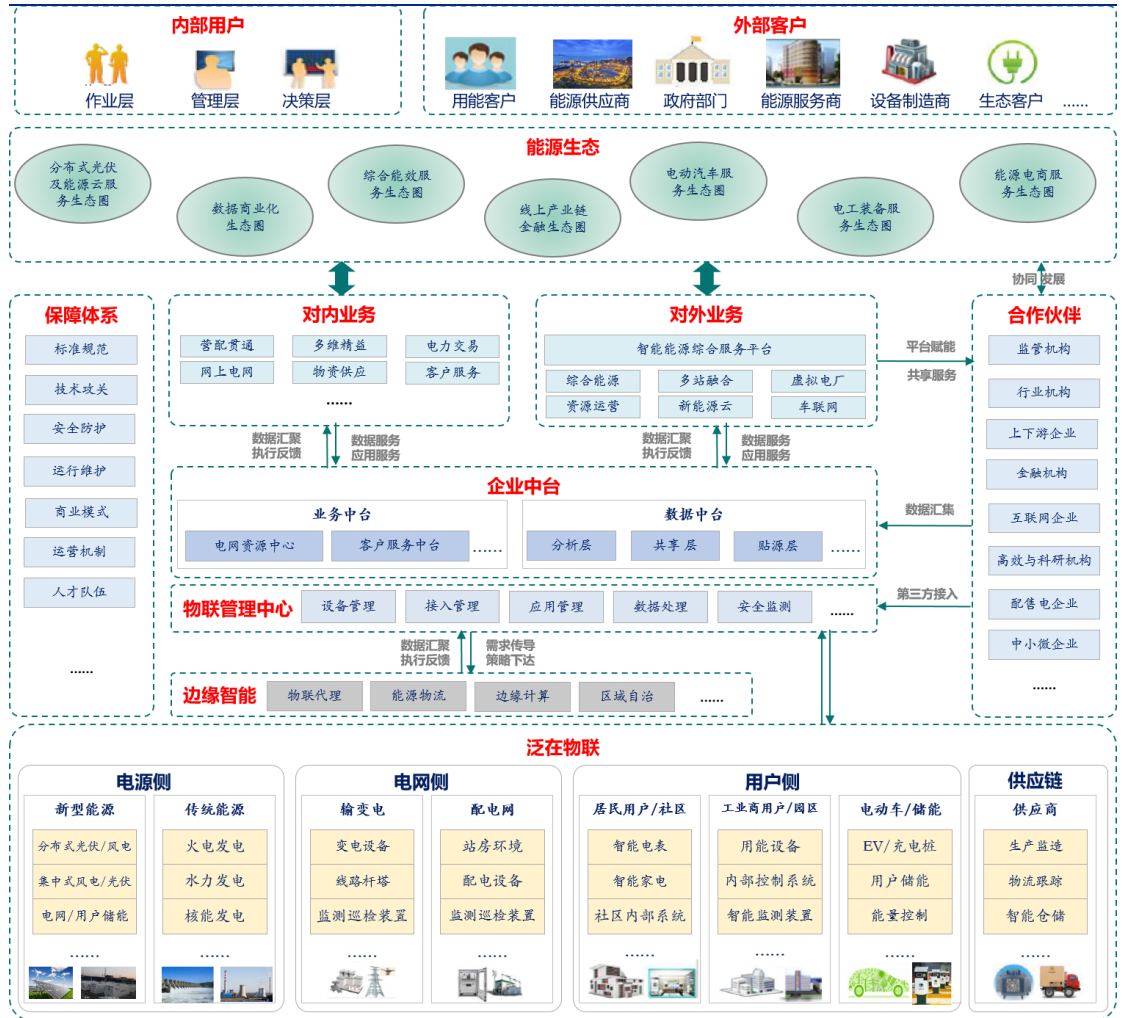 内部用户
作业层
管理层
决策层
外部客户
用能客户
能源供应商
政府部门
能源服务商
设备制造商
生态客户
......
能源生态
分布式光伏
及能源云服
务生态圈
数据商业化
生态圈
综合能效服
务生态圈
线上产业链
金融生态圈
电动汽车服
务生态圈
电工装备服
务生态圈
能源电商服
务生态圈
协同 发展
保障体系
标准规范
技术攻关
安全防护
运行维护
商业模式
运营机制
人才队伍
......
对内业务
营配贯通
多维精益
电力交易
网上电网
物资供应
客户服务
......
对外业务
智能能源综合服务平台
综合能源
多站融合
虚拟电厂
资源运营
新能源云
车联网
平台赋能
共享服务
合作伙伴
监管机构
行业机构
上下游企业
金融机构
互联网企业
高效与科研机构
配售电企业
中小微企业
......
数据汇聚
执行反馈
数据服务
应用服务
数据汇聚
执行反馈
数据服务
应用服务
企业中台
业务中台
电网资源中心
客户服务中台
......
数据中台
分析层
共享 层
贴源层
......
数据汇集
物联管理中心
设备管理
接入管理
应用管理
数据处理
安全监测
......
第三方接入
数据汇聚
执行反馈
需求传导
策略下达
边缘智能
物联代理
能源物流
边缘计算
区域自治
......
泛在物联
电源侧
新型能源
分布式光伏/风电
集中式风电/光伏
电网/用户储能
......
传统能源
火电发电
水力发电
核能发电
......
电网侧
输变电
变电设备
线路杆塔
监测巡检装置
......
配电网
站房环境
配电设备
监测巡检装置
......
用户侧
居民用户/社区
智能电表
智能家电
社区内部系统
......
工业商用户/园区
用能设备
内部控制系统
智能监测装置
......
电动车/储能
EV/充电桩
用户储能
能量控制
......
供应链
供应商
生产监造
物流跟踪
智能仓储
......